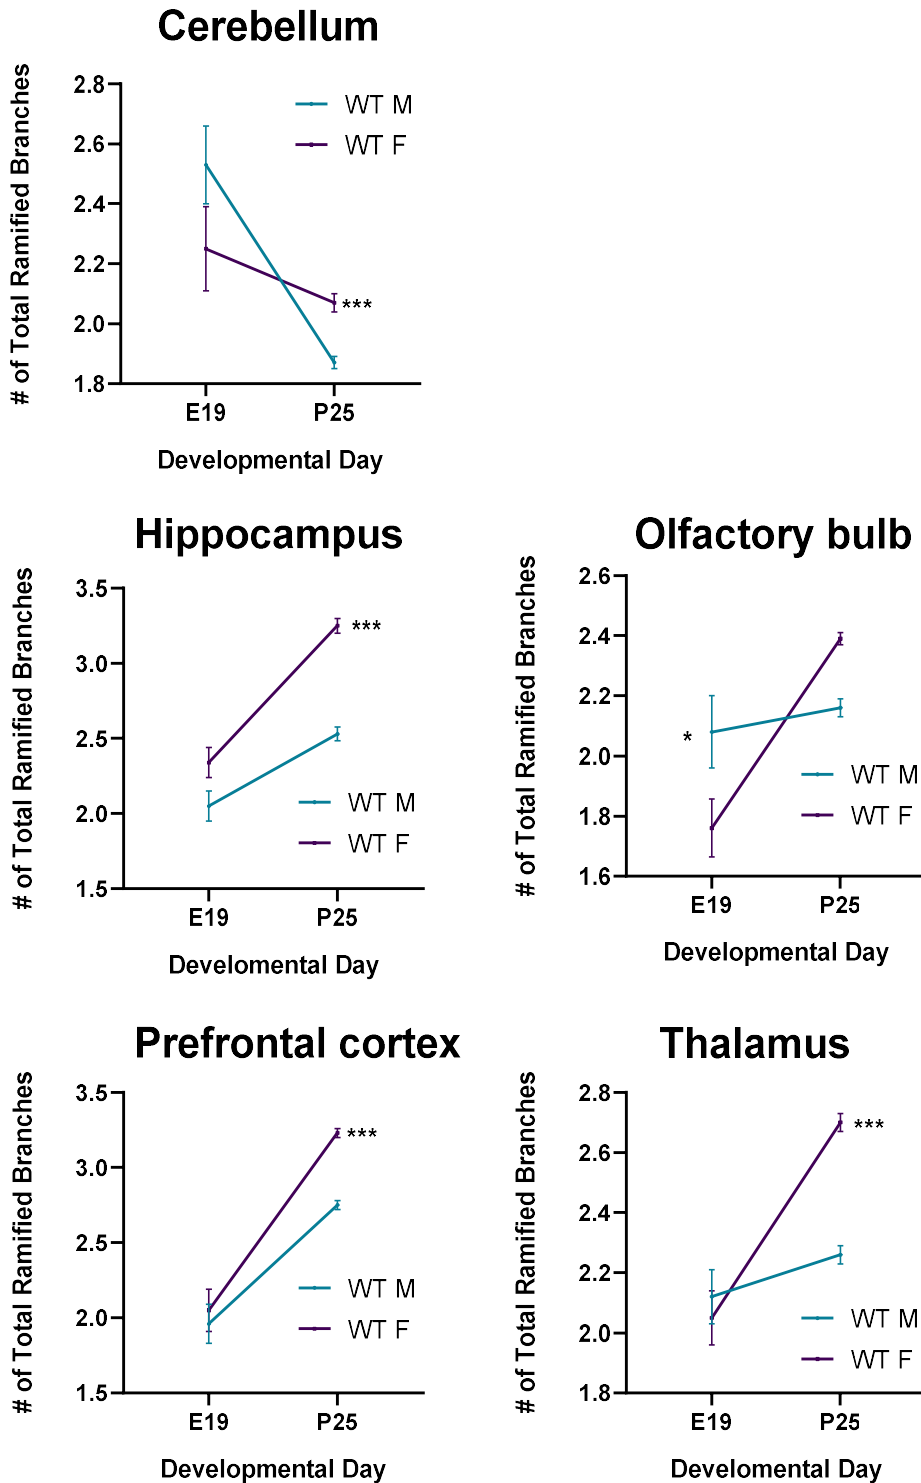 Cerebellum
# of Total Ramified Branches
2.8
2.6
2.4
2.2
2.0
1.8
WT M
WT F
***
E19 P25
Developmental Day
Hippocampus
# of Total Ramified Branches
3.5
3.0
2.5
2.0
1.5
***
WT M
WT F
E19 P25
Develomental Day
Olfactory bulb
# of Total Ramified Branches
2.6
2.4
2.2
2.0
1.8
1.6
*
WT M
WT F
E19 P25
Developmental Day
Prefrontal cortex
# of Total Ramified Branches
3.5
3.0
2.5
2.0
1.5
***
WT M
WT F
E19 P25
Developmental Day
Thalamus
# of Total Ramified Branches
2.8
2.6
2.4
2.2
2.0
1.8
***
WT M
WT F
E19 P25
Develomental Day